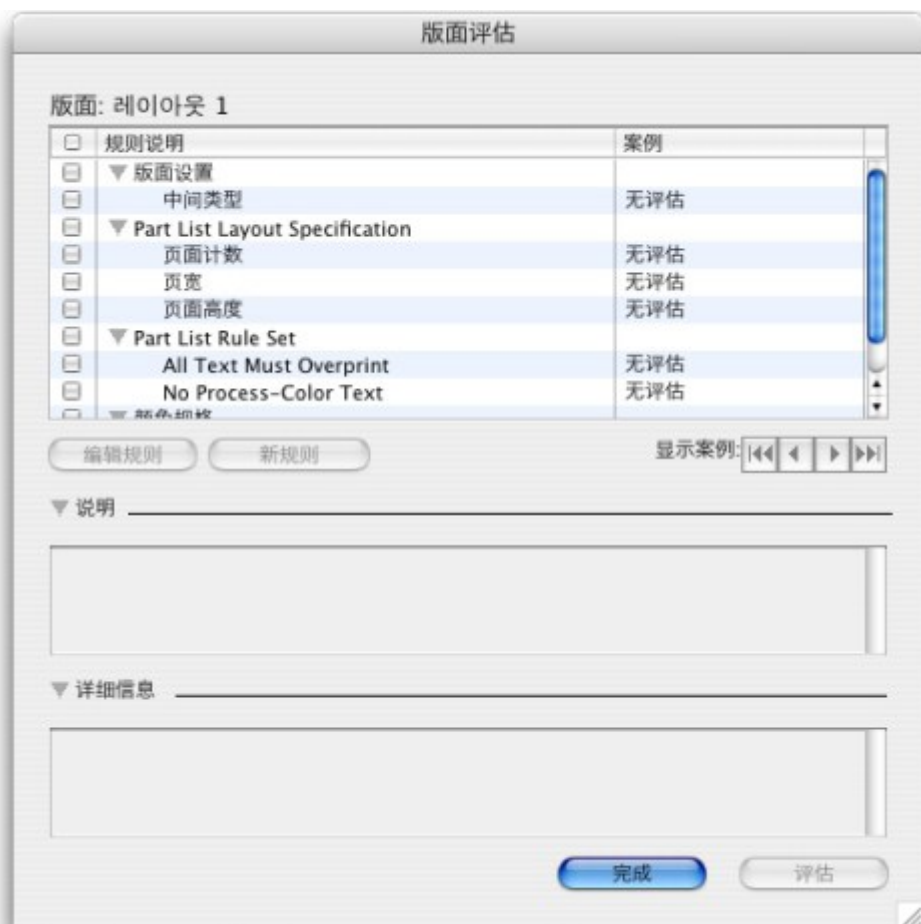 版面评估
版面: 레이아웃 1
规则说明 案例
版面设置
中间类型 无评估
Part List Layout Specification
页面计数 无评估
页宽 无评估
页面高度 无评估
Part List Rule Set
All Text Must Overprint 无评估
No Process-Color Text 无评估
颜色规格
编辑规则 新规则 显示案例:
说明
详细信息
完成 评估